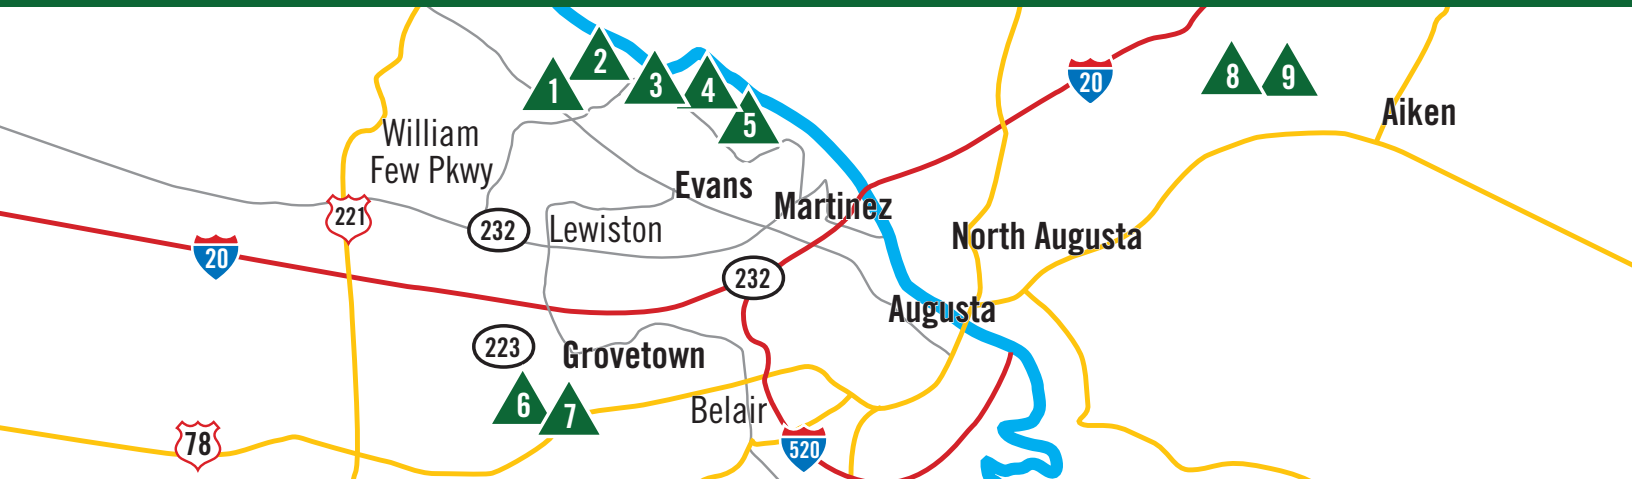 2
1
3
4
5
20
8
9
Aiken
William
Few Pkwy
Evans
Martinez
221
232
Lewiston
North Augusta
20
232
Augusta
223
Grovetown
6
7
Belair
78
520